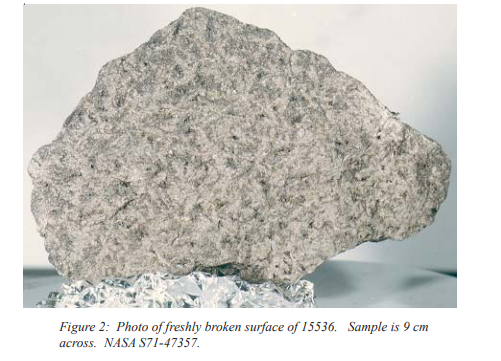 Figure 2: Photo of freshly broken surface of 15536. Sample is 9 cm
across. NASA S71-47357.